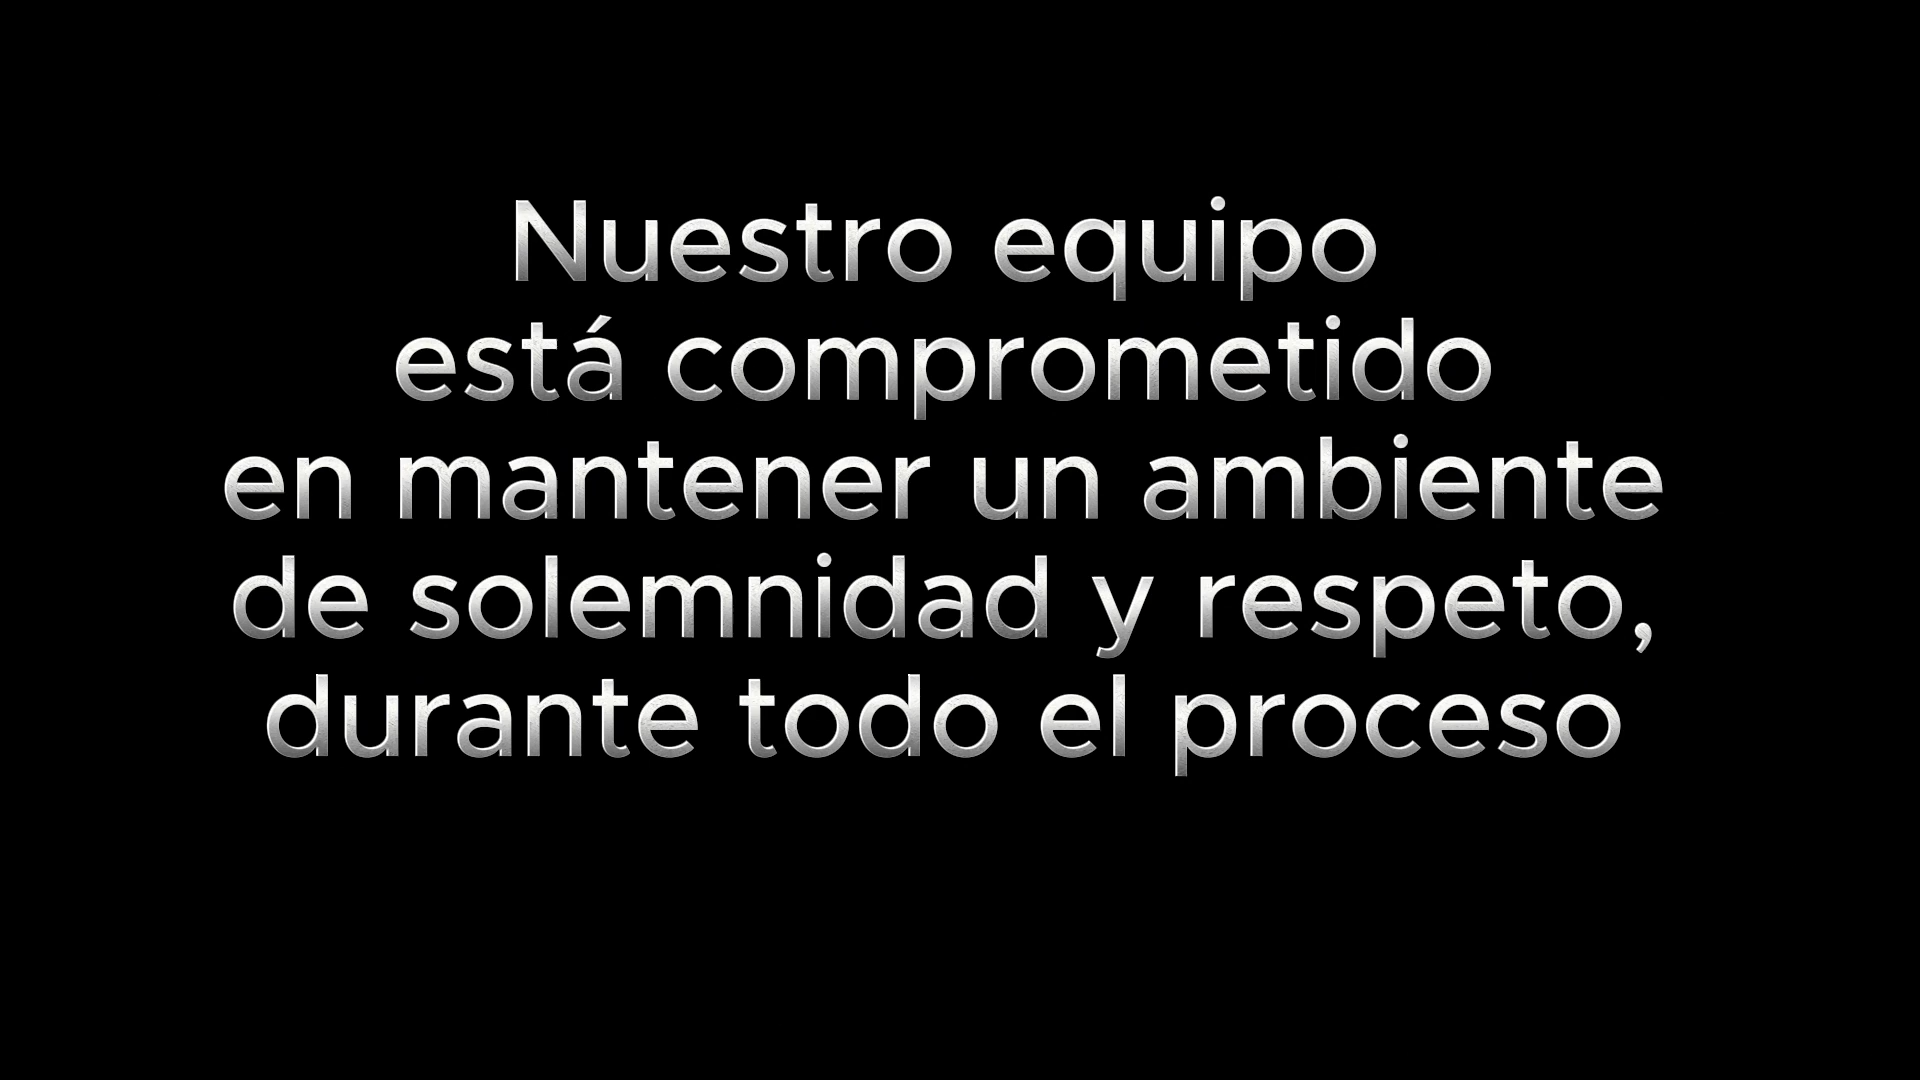 Nuestro equipo
está comprometido
en mantener un ambiente
de solemnidad y respeto,
durante todo el proceso